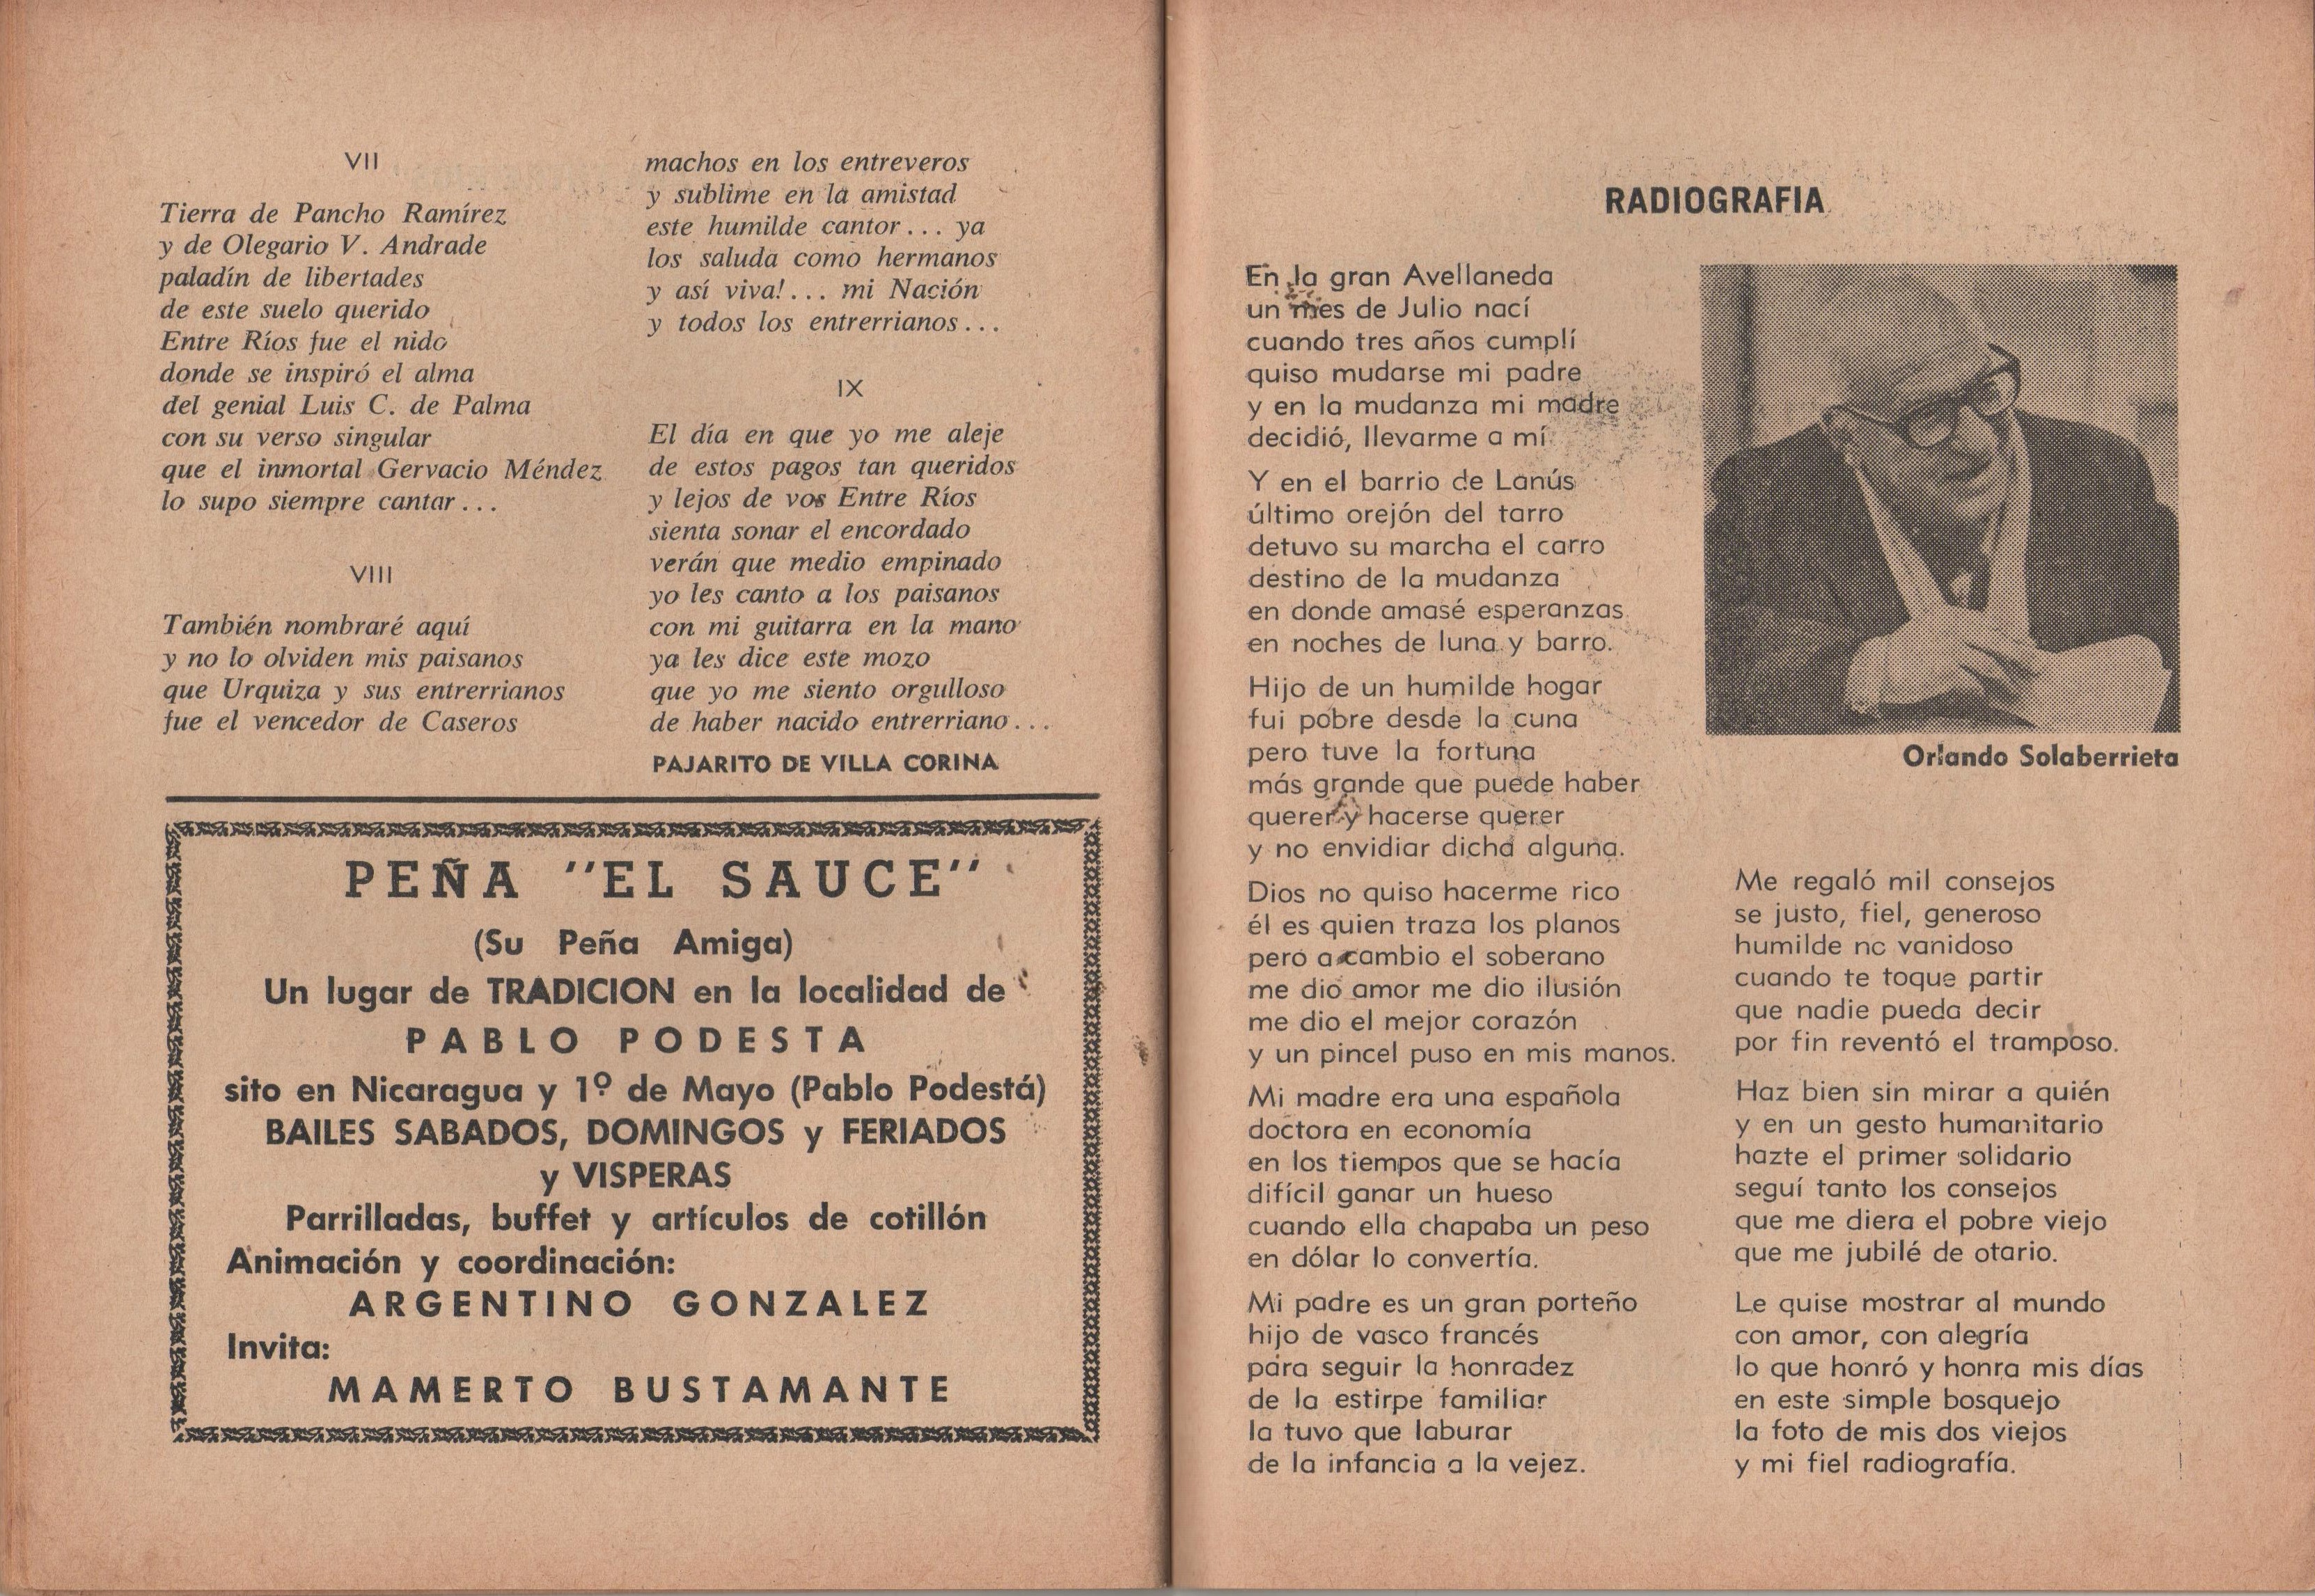 VII
Tierra de Pancho Ramírez
y de Olegario V. Andrade
paladín de libertades
de este suelo querido
Entre Ríos fue el nido
donde se inspiró el alma
del genial Luis C. de Palma
con su verso singular
que el inmortal Gervacio Méndez
lo supo siempre cantar...
VIII
También nombraré aquí
y no lo olviden mis paisanos
que Urquiza y sus entrerrianos
fue el vencedor de Caseros
machos en los entreveros
y sublime en la amistad
este humilde cantor... ya
los saluda como hermanos
y así viva!... mi Nación
y todos los entrerrianos...
IX
El día en que yo me aleje
de estos pagos tan queridos
y lejos de vos Entre Ríos
sienta sonar el encordado
verán que medio empinado
yo les canto a los paisanos
con mi guitarra en la mano
ya les dice este mozo
que yo me siento orgulloso
de haber nacido entrerriano...
PAJARITO DE VILLA CORINA
PEÑA "EL SAUCE"
(Su Peña Amiga)
Un lugar de TRADICION en la localidad de
PABLO PODESTA
sito en Nicaragua y 1º de Mayo (Pablo Podestá)
BAILES SABADOS, DOMINGOS y FERIADOS
y VISPERAS
Parrilladas, buffet y artículos de cotillón
Animación y coordinación:
ARGENTINO GONZALEZ
Invita:
MAMERTO BUSTAMANTE
RADIOGRAFIA
En la gran Avellaneda
un mes de Julio nací
cuando tres años cumplí
quiso mudarse mi padre
y en la mudanza mi madre
decidió, llevarme a mí
Y en el barrio de Lanús
último orejón del tarro
detuvo su marcha el carro
destino de la mudanza
en donde amasé esperanzas
en noches de luna y barro.
Hijo de un humilde hogar
fui pobre desde la cuna
pero tuve la fortuna
más grande que puede haber
querer y hacerse querer
y no envidiar dicha alguna.
Dios no quiso hacerme rico
él es quien traza los planos
pero a cambio el soberano
me dio amor me dio ilusión
me dio el mejor corazón
y un pincel puso en mis manos.
Mi madre era una española
doctora en economía
en los tiempos que se hacía
difícil ganar un hueso
cuando ella chapaba un peso
en dólar lo convertía.
Mi padre es un gran porteño
hijo de vasco francés
para seguir la honradez
de la estirpe familiar
la tuvo que laburar
de la infancia a la vejez.
Orlando Solaberrieta
Me regaló mil consejos
se justo, fiel, generoso
humilde no vanidoso
cuando te toque partir
que nadie pueda decir
por fin reventó el tramposo.
Haz bien sin mirar a quién
y en un gesto humanitario
hazte el primer solidario
seguí tanto los consejos
que me diera el pobre viejo
que me jubilé de otario.
Le quise mostrar al mundo
con amor, con alegría
lo que honró y honra mis días
en este simple bosquejo
la foto de mis dos viejos
y mi fiel radiografía.